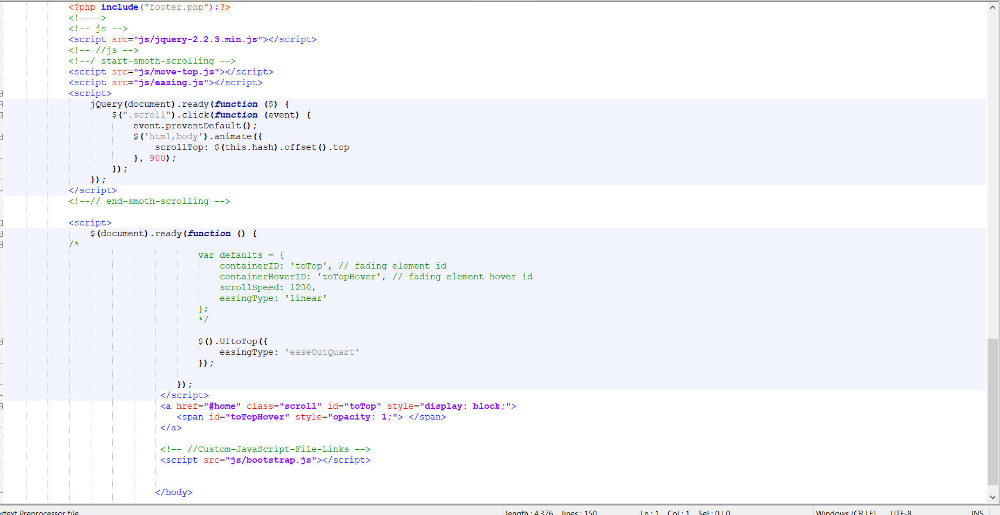 <?php include("footer.php");?>
<!---->
<!-- js -->
<script src="js/jquery-2.2.3.min.js"></script>
<!-- //js -->
<!--/ start-smoth-scrolling -->
<script src="js/move-top.js"></script>
<script src="js/easing.js"></script>
<script>
jQuery(document).ready(function ($) {
$(".scroll").click(function (event) {
event.preventDefault();
$('html,body').animate({
scrollTop: $(this.hash).offset().top
}, 900);
});
});
</script>
<!--// end-smoth-scrolling -->
<script>
$(document).ready(function () {
/*
var defaults = {
containerID: 'toTop', // fading element id
containerHoverID: 'toTopHover', // fading element hover id
scrollSpeed: 1200,
easingType: 'linear'
};
*/
$().UItoTop({
easingType: 'easeOutQuart'
});
});
</script>
<a href="#home" class="scroll" id="toTop" style="display: block;">
<span id="toTopHover" style="opacity: 1;"> </span>
</a>
<!-- //Custom-JavaScript-File-Links -->
<script src="js/bootstrap.js"></script>
</body>
ertext Preprocessor file length : 4,376 lines : 150 Ln : 1 Col : 1 Sel : 0 | 0 Windows (CR LF) UTF-8 INS